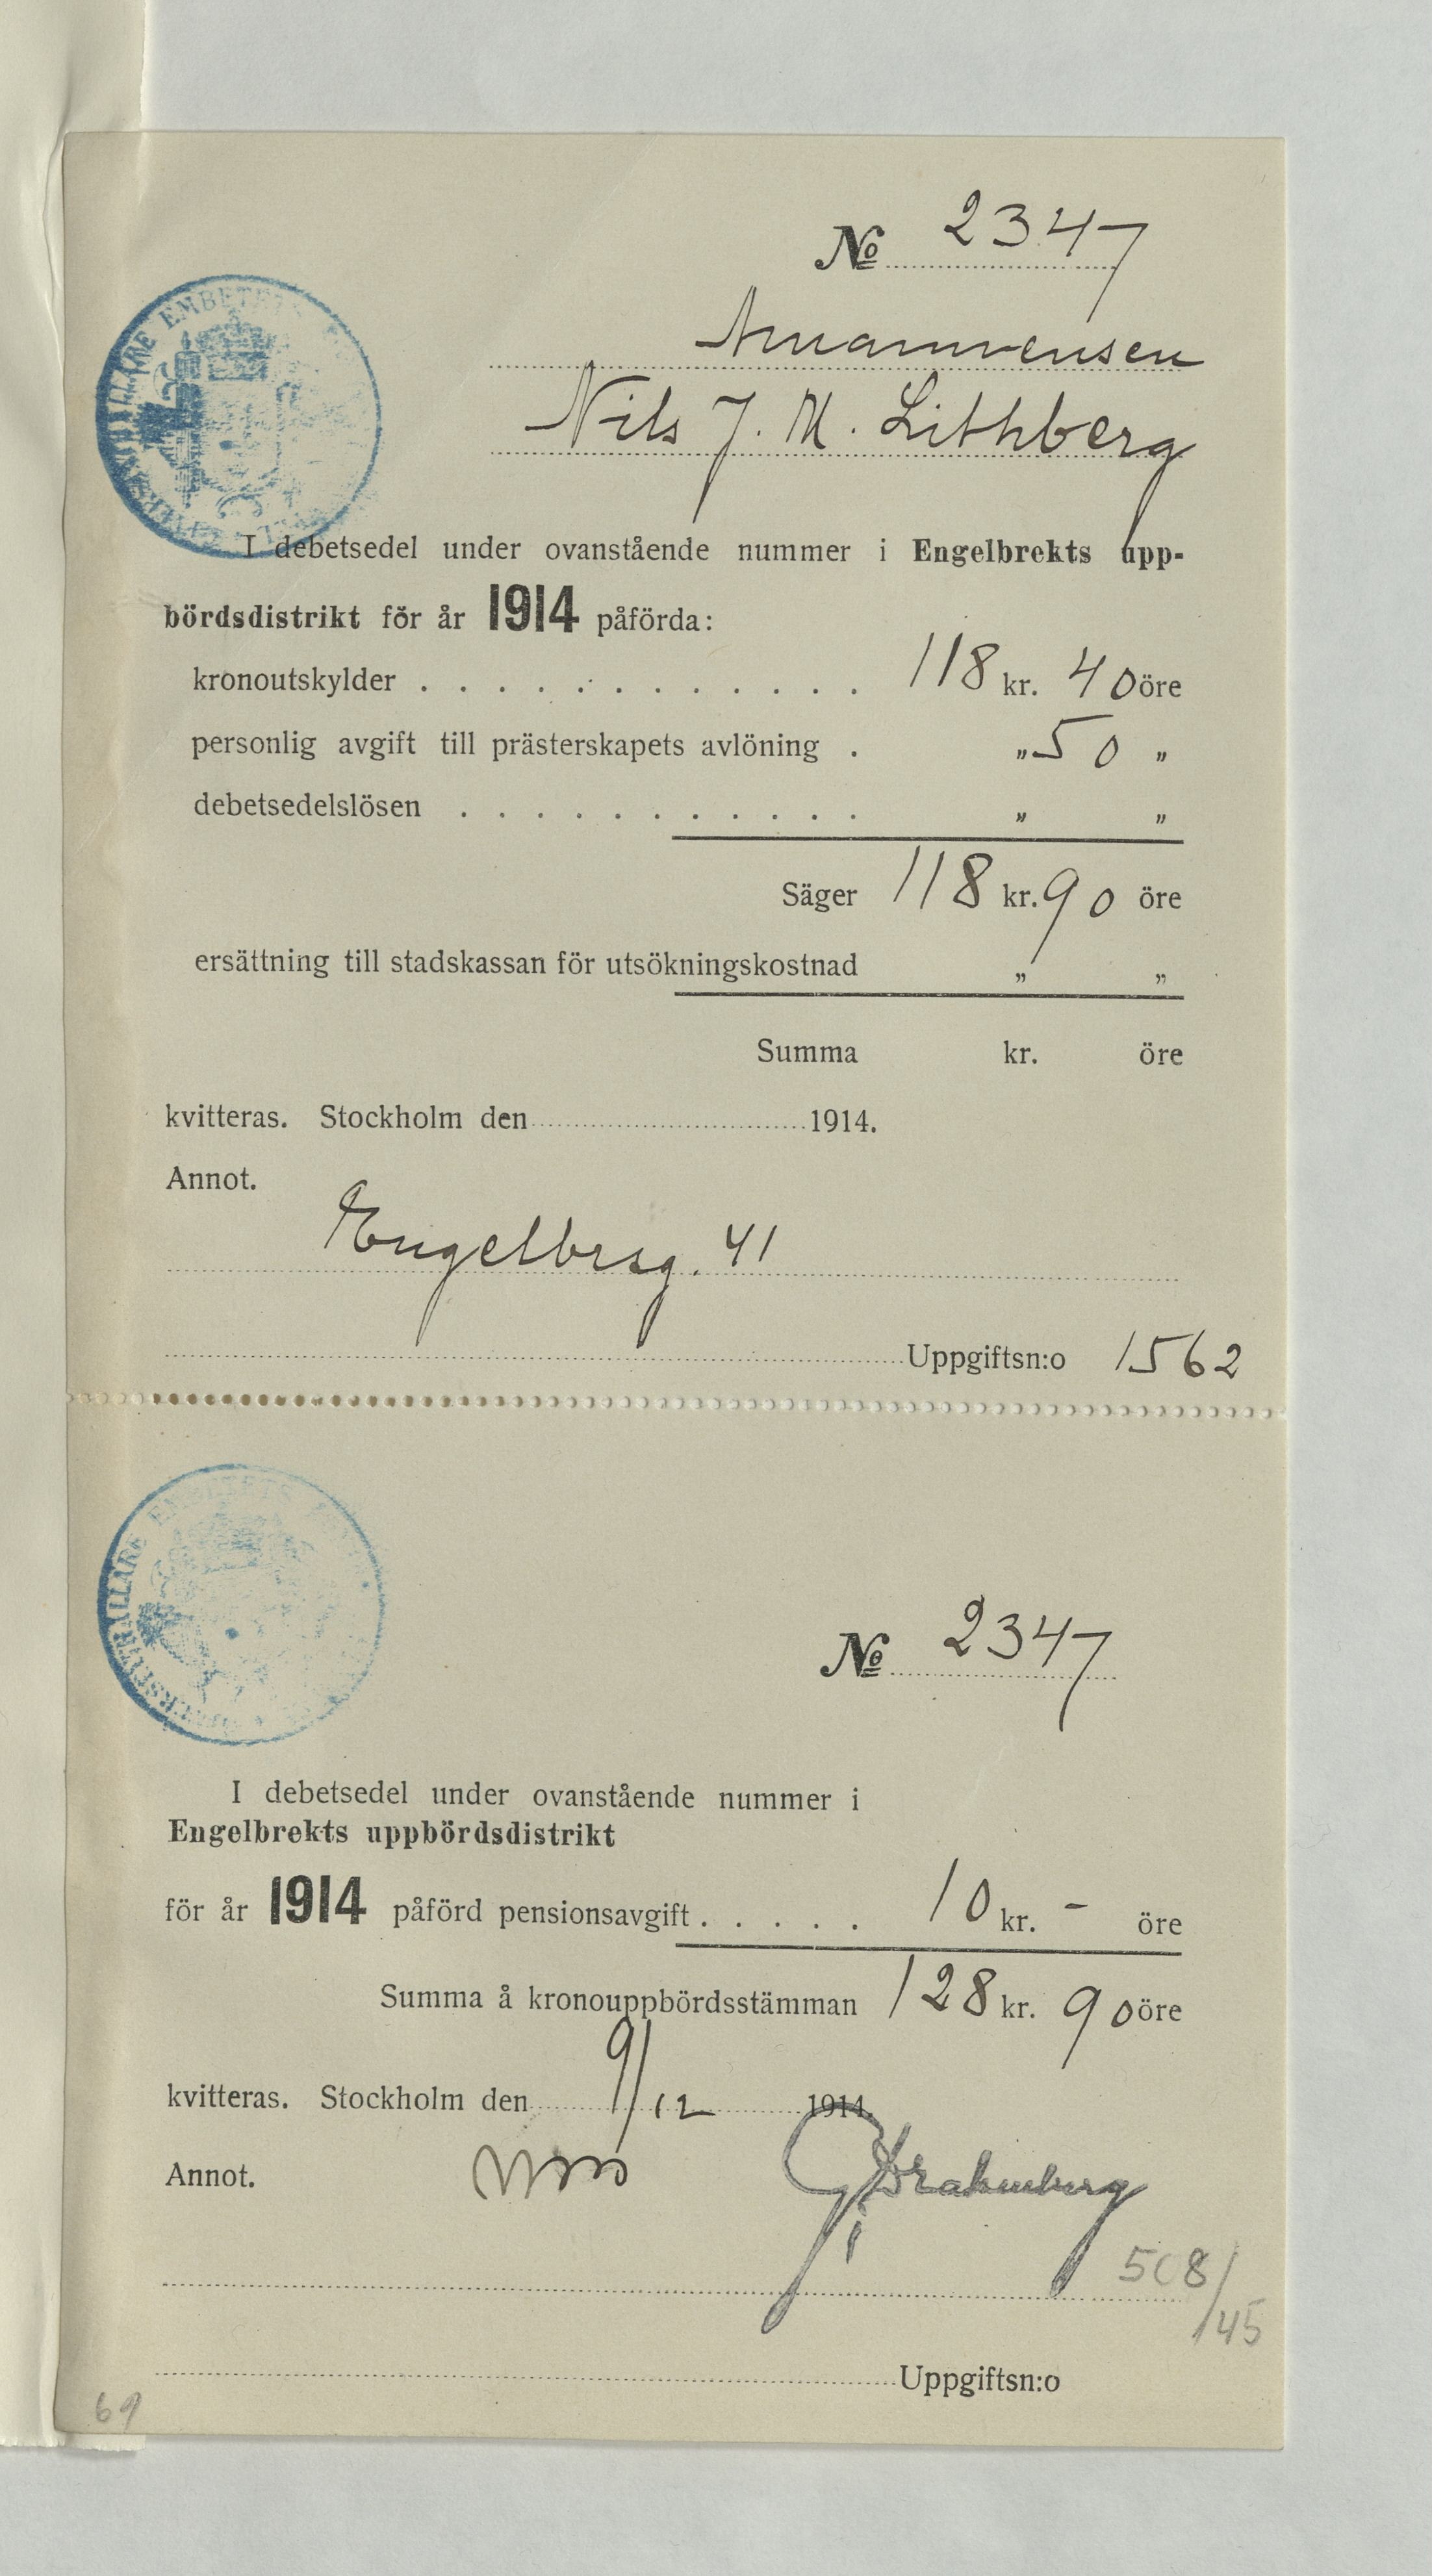 No 2347
Amanuensen
Nils J. M. Lithberg
I debetsedel under ovanstående nummer i Engelbrekts upp-
bördsdistrikt för år 1914 påförda:
kronoutskylder . . . . . . . . . . . . 118 kr. 40 öre
personlig avgift till prästerskapets avlöning . „ 50 „
debetsedelslösen . . . . . . . . . . . „ „
Säger 118 kr. 90 öre
ersättning till stadskassan för utsökningskostnad „ „
Summa kr. öre
kvitteras. Stockholm den 1914.
Annot.
Engelbrsg. 41
Uppgiftsn:o 1562
No 2347
I debetsedel under ovanstående nummer i
Engelbrekts uppbördsdistrikt
för år 1914 påförd pensionsavgift . . . . . 10 kr. - öre
Summa å kronouppbördsstämman 128 kr. 90 öre
kvitteras. Stockholm den 9/12 1914.
Annot.
508/45
Uppgiftsn:o
69